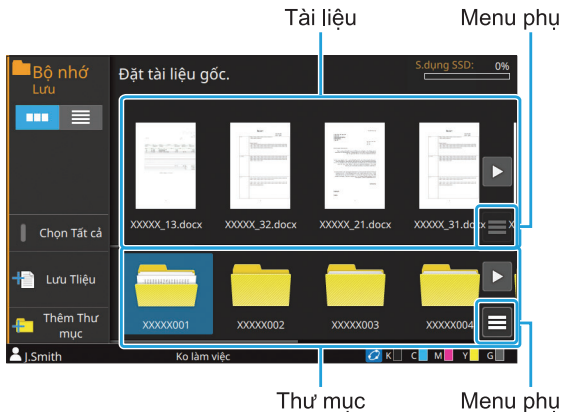 Tài liệu
Menu phụ
Bộ nhớ
Lưu
Đặt tài liệu gốc.
S.dụng SSD: 0%
XXXXX_13.docx
XXXXX_32.docx
XXXXX_21.docx
XXXXX_31.docx
X
Chọn Tất cả
Lưu Tliệu
Thêm Thư
mục
XXXXX001
XXXXX002
XXXXX003
XXXXX004
J.Smith
Ko làm việc
K C M Y G
Thư mục
Menu phụ